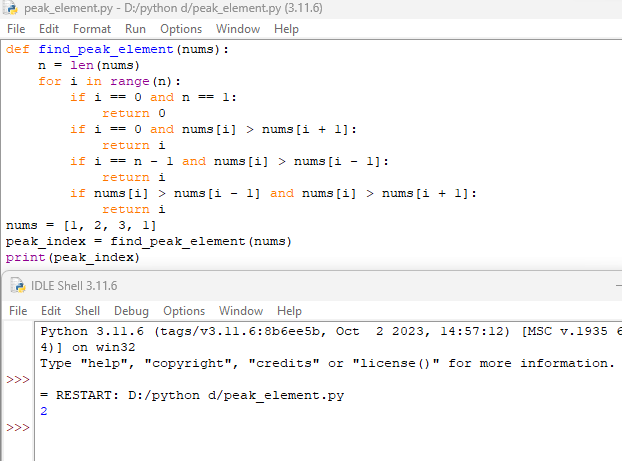 peak_element.py - D:/python d/peak_element.py (3.11.6)
File Edit Format Run Options Window Help
def find_peak_element(nums):
    n = len(nums)
    for i in range(n):
        if i == 0 and n == 1:
            return 0
        if i == 0 and nums[i] > nums[i + 1]:
            return i
        if i == n - 1 and nums[i] > nums[i - 1]:
            return i
        if nums[i] > nums[i - 1] and nums[i] > nums[i + 1]:
            return i
nums = [1, 2, 3, 1]
peak_index = find_peak_element(nums)
print(peak_index)
IDLE Shell 3.11.6
File Edit Shell Debug Options Window Help
Python 3.11.6 (tags/v3.11.6:8b6ee5b, Oct  2 2023, 14:57:12) [MSC v.1935 6
4)] on win32
Type "help", "copyright", "credits" or "license()" for more information.
>>>
= RESTART: D:/python d/peak_element.py
2
>>>